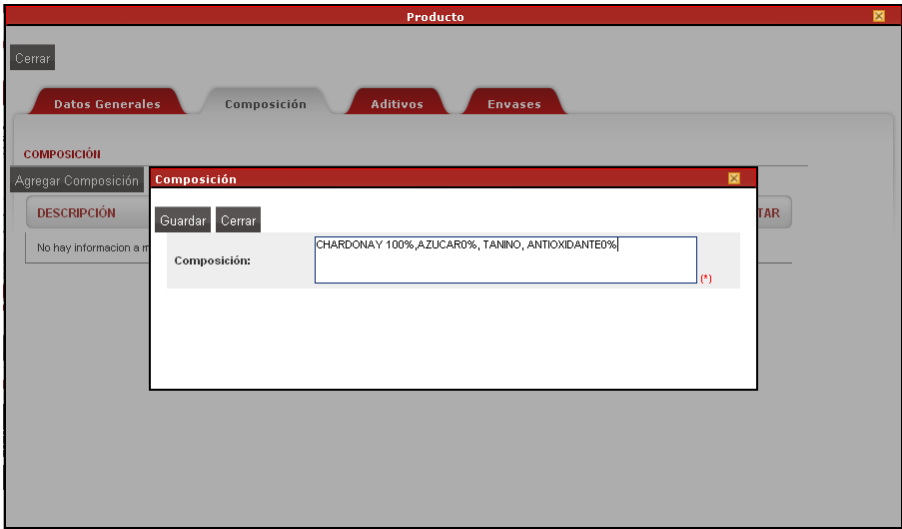 Producto
Cerrar
Datos Generales Composición Aditivos Envases
COMPOSICIÓN
Agregar Composición
Composición
DESCRIPCIÓN
TAR
Guardar Cerrar
No hay informacion a m
Composición:
CHARDONAY 100%,AZUCAR0%, TANINO, ANTIOXIDANTE0%
(*)